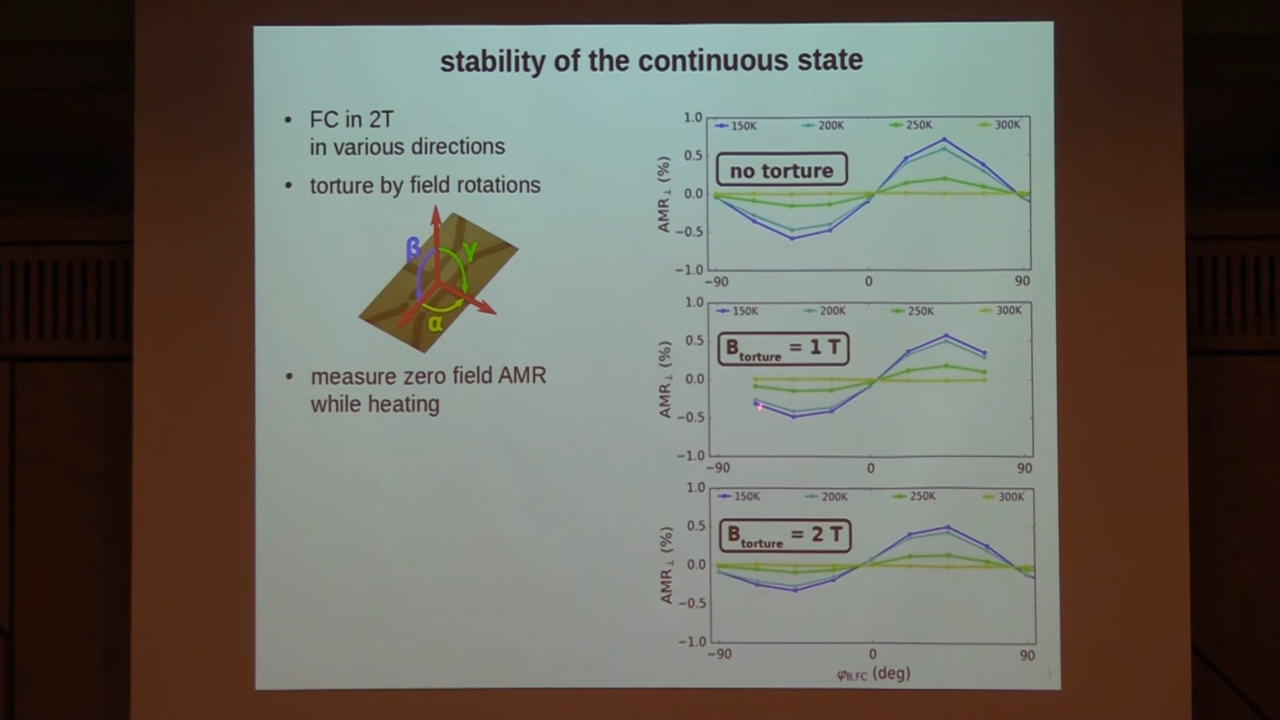 stability of the continuous state
• FC in 2T
in various directions
• torture by field rotations
β
γ
α
• measure zero field AMR
while heating
1.0
0.5
0.0
−0.5
−1.0
AMR⊥ (%)
150K 200K 250K 300K
no torture
−90 0 90
1.0
0.5
0.0
−0.5
−1.0
AMR⊥ (%)
150K 200K 250K 300K
Btorture = 1 T
−90 0 90
1.0
0.5
0.0
−0.5
−1.0
AMR⊥ (%)
150K 200K 250K 300K
Btorture = 2 T
−90 0 90
φB,FC (deg)